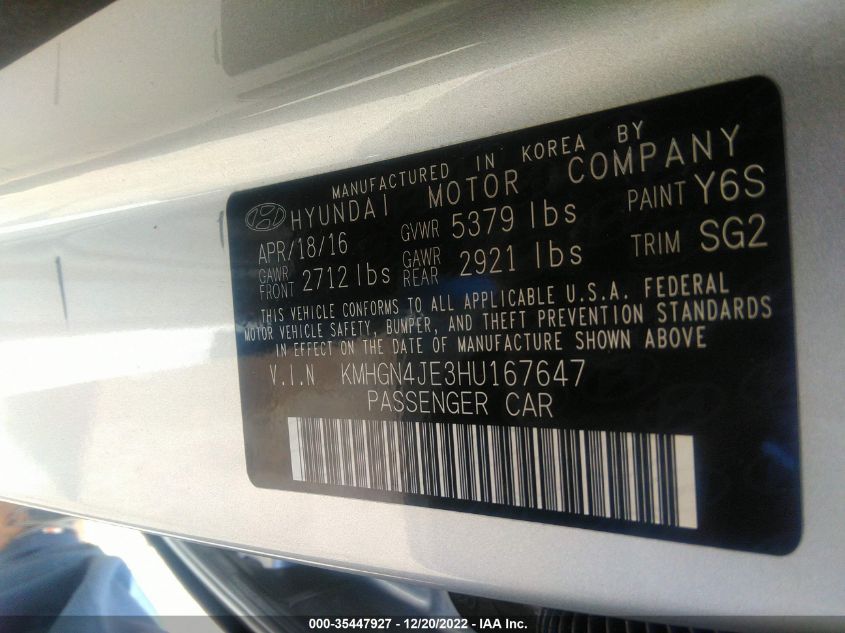 MANUFACTURED IN KOREA BY
HYUNDAI MOTOR COMPANY
APR/18/16 GVWR 5379 lbs PAINT Y6S
GAWR FRONT 2712 lbs GAWR REAR 2921 lbs TRIM SG2
THIS VEHICLE CONFORMS TO ALL APPLICABLE U.S.A. FEDERAL
MOTOR VEHICLE SAFETY, BUMPER, AND THEFT PREVENTION STANDARDS
IN EFFECT ON THE DATE OF MANUFACTURE SHOWN ABOVE
V.I.N KMHGN4JE3HU167647
PASSENGER CAR
000-35447927 - 12/20/2022 - IAA Inc.